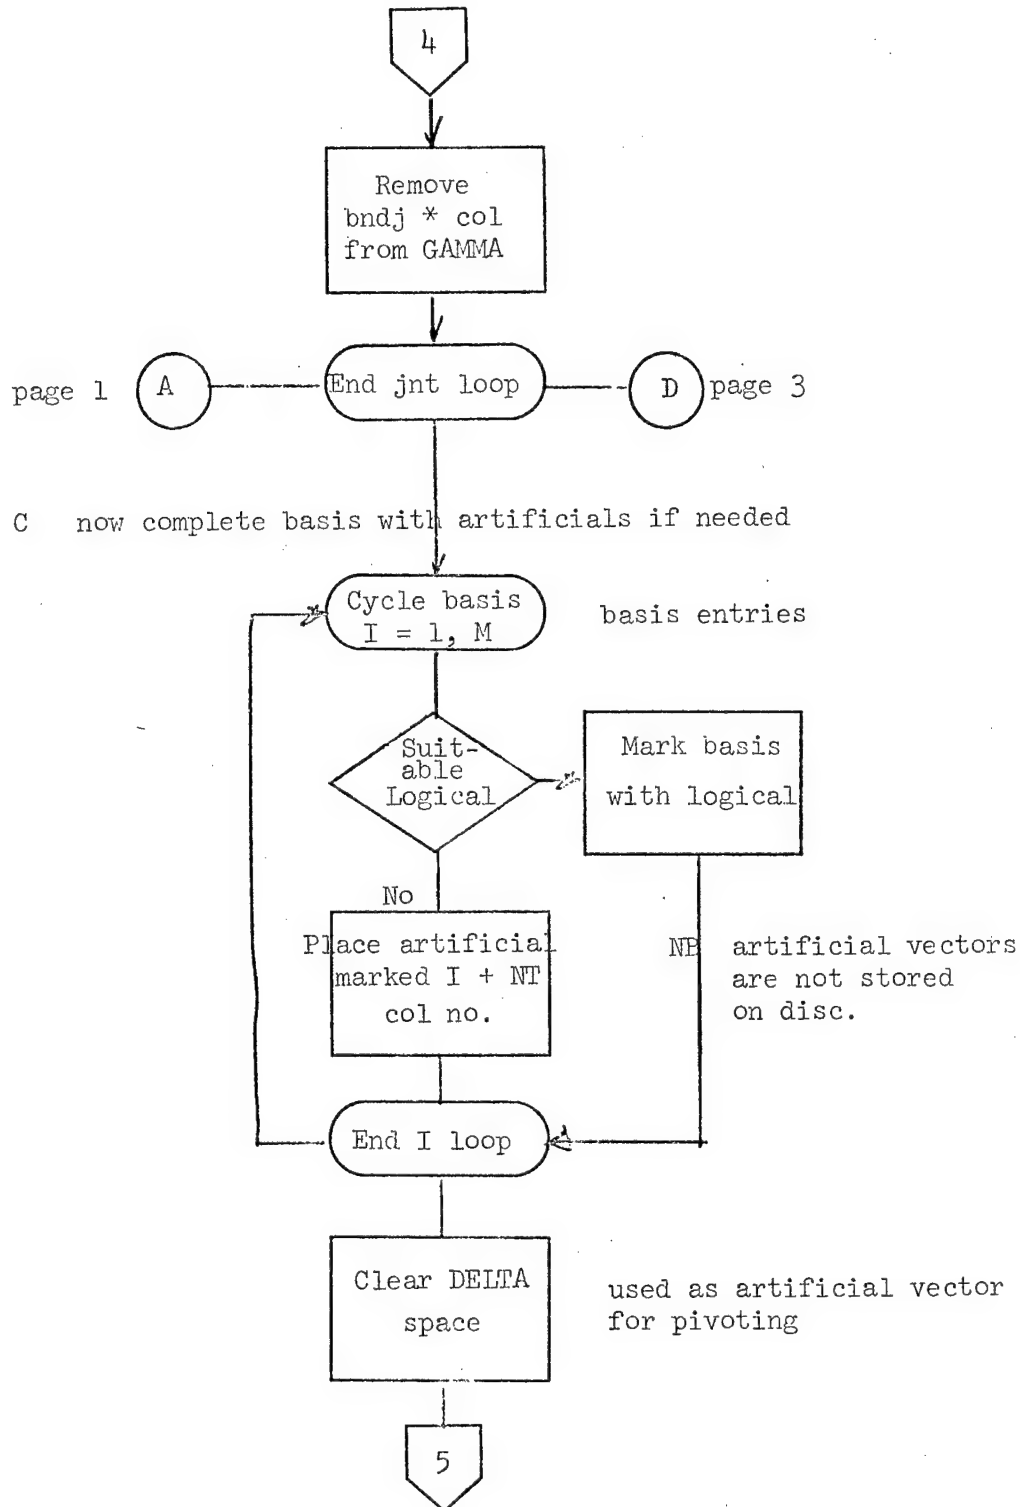 4
Remove
bndj * col
from GAMMA
page 1 A End jnt loop D page 3
C now complete basis with artificials if needed
Cycle basis
I = 1, M
basis entries
Suit-
able
Logical
Mark basis
with logical
No
Place artificial
marked I + NT
col no.
NB artificial vectors
are not stored
on disc.
End I loop
Clear DELTA
space
used as artificial vector
for pivoting
5